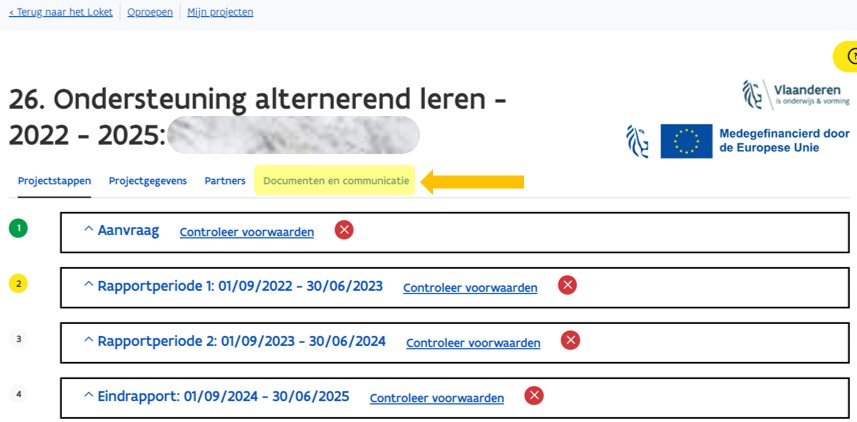 < Terug naar het Loket Oproepen Mijn projecten
?
26. Ondersteuning alternerend leren -
2022 - 2025:
Vlaanderen
is onderwijs & vorming
Medegefinancierd door
de Europese Unie
Projectstappen Projectgegevens Partners Documenten en communicatie
1 Aanvraag Controleer voorwaarden
2 Rapportperiode 1: 01/09/2022 - 30/06/2023 Controleer voorwaarden
3 Rapportperiode 2: 01/09/2023 - 30/06/2024 Controleer voorwaarden
4 Eindrapport: 01/09/2024 - 30/06/2025 Controleer voorwaarden